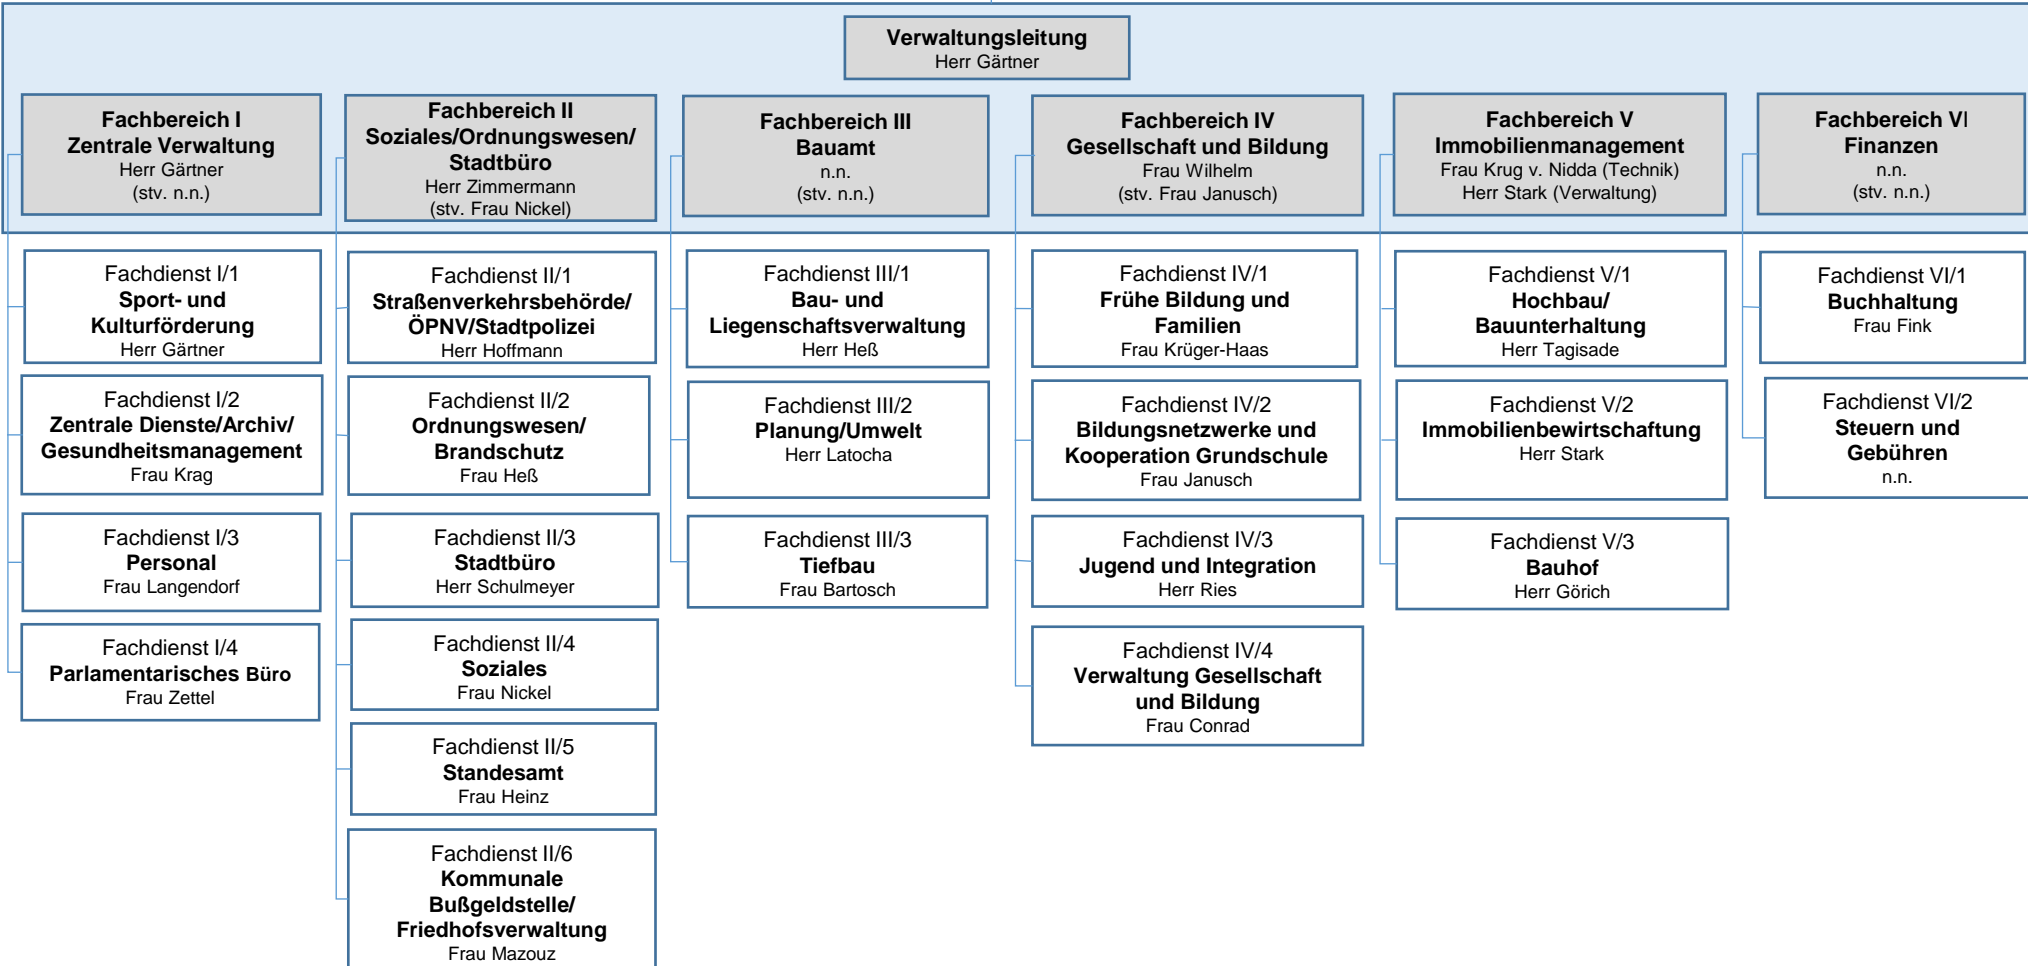 Verwaltungsleitung
Herr Gärtner
Fachbereich I
Zentrale Verwaltung
Herr Gärtner
(stv. n.n.)
Fachbereich II
Soziales/Ordnungswesen/
Stadtbüro
Herr Zimmermann
(stv. Frau Nickel)
Fachbereich III
Bauamt
n.n.
(stv. n.n.)
Fachbereich IV
Gesellschaft und Bildung
Frau Wilhelm
(stv. Frau Janusch)
Fachbereich V
Immobilienmanagement
Frau Krug v. Nidda (Technik)
Herr Stark (Verwaltung)
Fachbereich VI
Finanzen
n.n.
(stv. n.n.)
Fachdienst I/1
Sport- und
Kulturförderung
Herr Gärtner
Fachdienst I/2
Zentrale Dienste/Archiv/
Gesundheitsmanagement
Frau Krag
Fachdienst I/3
Personal
Frau Langendorf
Fachdienst I/4
Parlamentarisches Büro
Frau Zettel
Fachdienst II/1
Straßenverkehrsbehörde/
ÖPNV/Stadtpolizei
Herr Hoffmann
Fachdienst II/2
Ordnungswesen/
Brandschutz
Frau Heß
Fachdienst II/3
Stadtbüro
Herr Schulmeyer
Fachdienst II/4
Soziales
Frau Nickel
Fachdienst II/5
Standesamt
Frau Heinz
Fachdienst II/6
Kommunale
Bußgeldstelle/
Friedhofsverwaltung
Frau Mazouz
Fachdienst III/1
Bau- und
Liegenschaftsverwaltung
Herr Heß
Fachdienst III/2
Planung/Umwelt
Herr Latocha
Fachdienst III/3
Tiefbau
Frau Bartosch
Fachdienst IV/1
Frühe Bildung und
Familien
Frau Krüger-Haas
Fachdienst IV/2
Bildungsnetzwerke und
Kooperation Grundschule
Frau Janusch
Fachdienst IV/3
Jugend und Integration
Herr Ries
Fachdienst IV/4
Verwaltung Gesellschaft
und Bildung
Frau Conrad
Fachdienst V/1
Hochbau/
Bauunterhaltung
Herr Tagisade
Fachdienst V/2
Immobilienbewirtschaftung
Herr Stark
Fachdienst V/3
Bauhof
Herr Görich
Fachdienst VI/1
Buchhaltung
Frau Fink
Fachdienst VI/2
Steuern und
Gebühren
n.n.